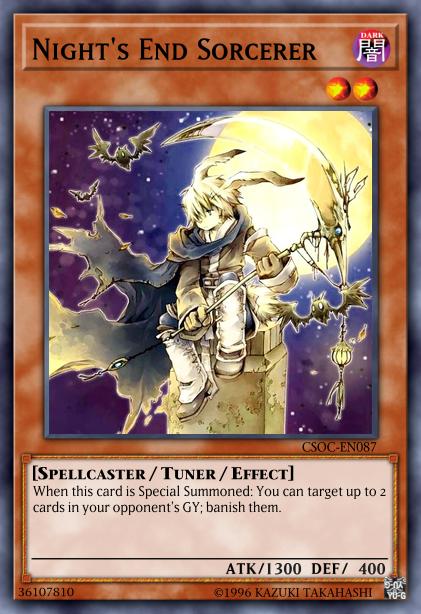 Night's End Sorcerer
DARK
闇
CSOC-EN087
[Spellcaster / Tuner / Effect]
When this card is Special Summoned: You can target up to 2
cards in your opponent's GY; banish them.
ATK/1300 DEF/ 400
36107810
©1996 KAZUKI TAKAHASHI